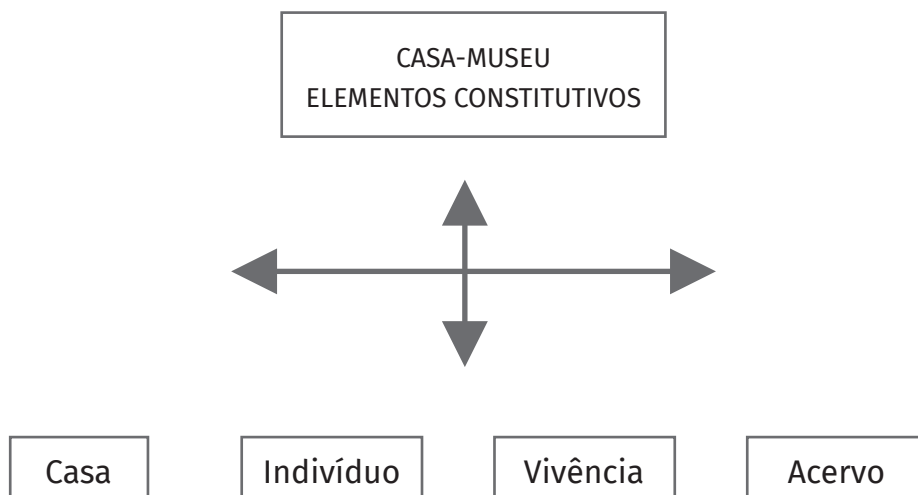 CASA-MUSEU
ELEMENTOS CONSTITUTIVOS
Casa
Indivíduo
Vivência
Acervo